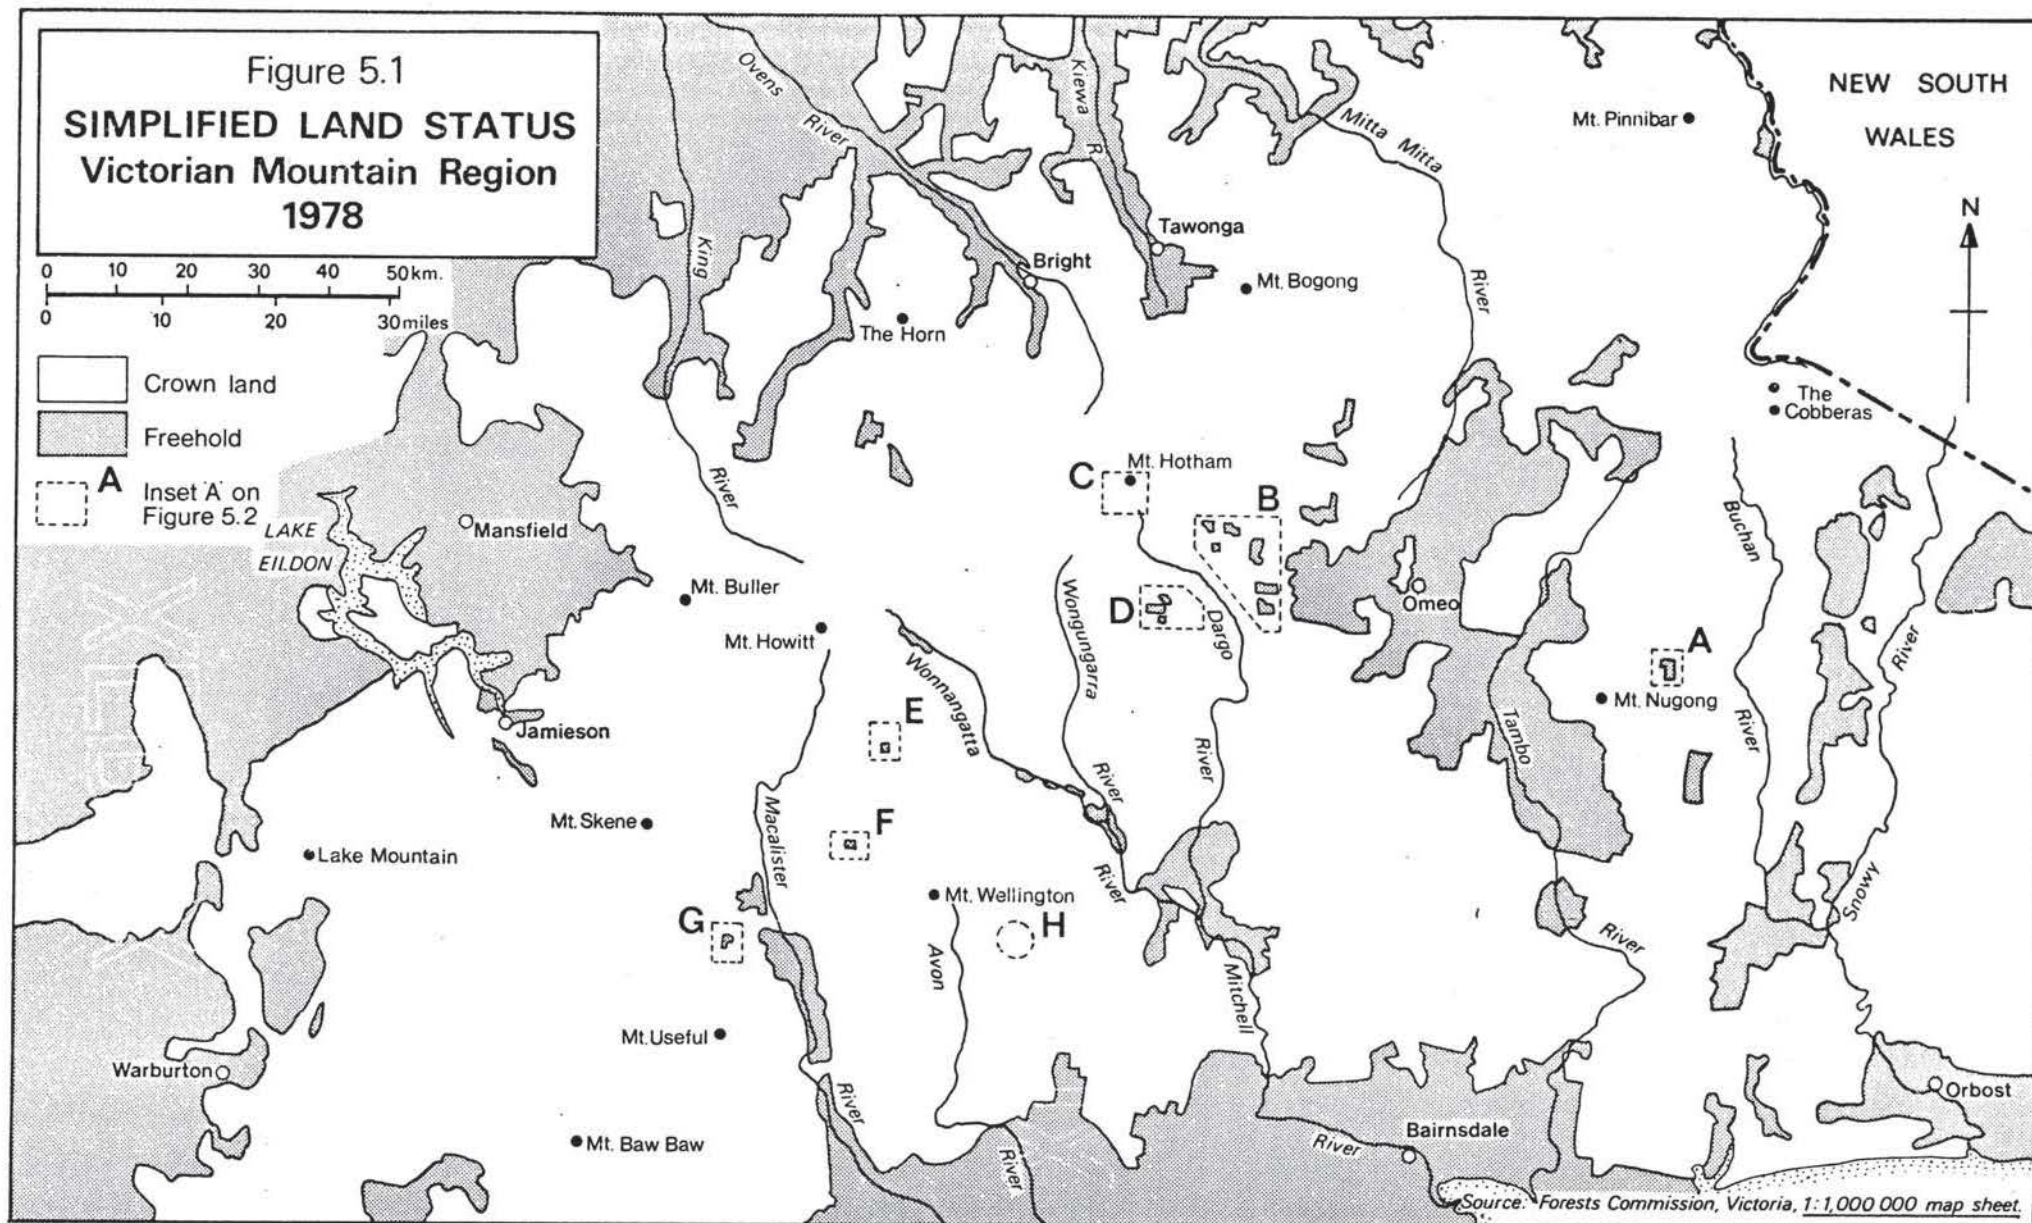 Figure 5.1
SIMPLIFIED LAND STATUS
Victorian Mountain Region
1978
0 10 20 30 40 50 km.
0 10 20 30 miles
Crown land
Freehold
A
Inset 'A' on
Figure 5.2
NEW SOUTH
WALES
N
Mt. Pinnibar
Ovens
River
Kiewa R
Mitta Mitta
River
King
River
Tawonga
Bright
Mt. Bogong
The Horn
The
Cobberas
LAKE
EILDON
Mansfield
C
Mt. Hotham
B
Buchan
River
Mt. Buller
Mt. Howitt
D
Omeo
Dargo
River
Wongungarra
River
Wonnangatta
River
A
Mt. Nugong
Snowy
River
Tambo
River
Jamieson
E
Mt. Skene
F
Macalister
River
Lake Mountain
Mt. Wellington
G
H
Avon
River
Mitchell
River
Mt. Useful
Warburton
Mt. Baw Baw
Bairnsdale
Orbost
Source: Forests Commission, Victoria, 1:1,000 000 map sheet.